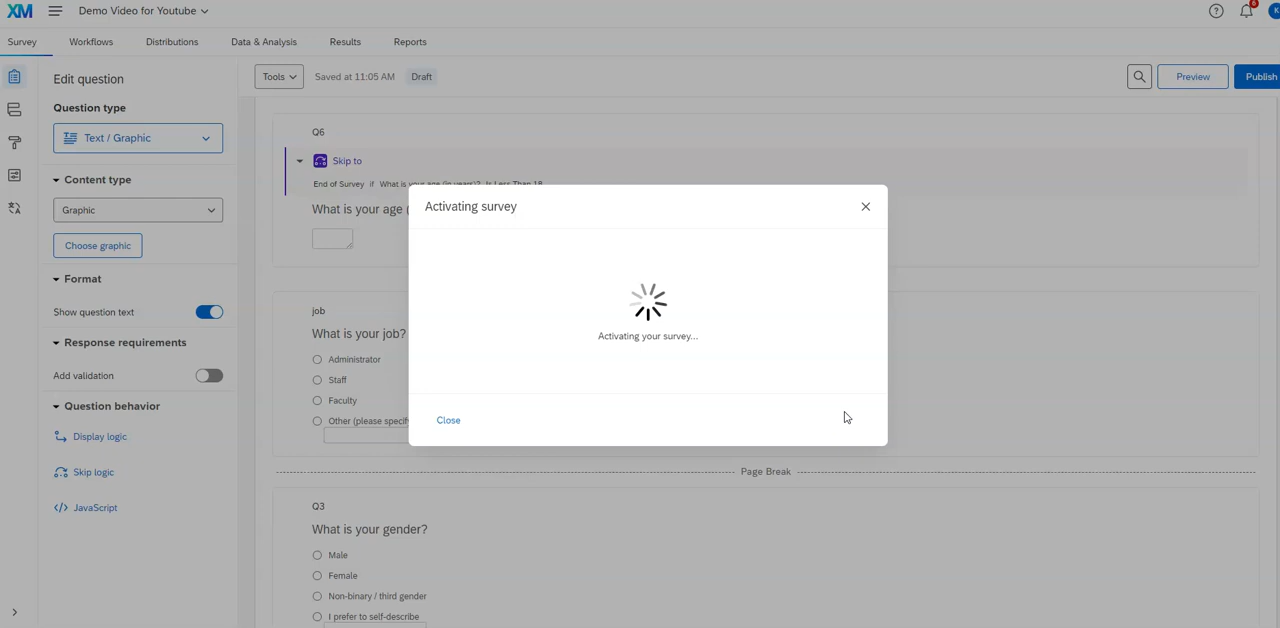 XM
Demo Video for Youtube
6
K
Survey
Workflows
Distributions
Data & Analysis
Results
Reports
Edit question
Tools
Saved at 11:05 AM
Draft
Preview
Publish
Question type
Text / Graphic
Content type
Graphic
Choose graphic
Format
Show question text
Response requirements
Add validation
Question behavior
Display logic
Skip logic
JavaScript
Q6
Skip to
End of Survey if What is your age (in years)? Is Less Than 18
What is your age (
job
What is your job?
Administrator
Staff
Faculty
Other (please specify
Page Break
Q3
What is your gender?
Male
Female
Non-binary / third gender
I prefer to self-describe
Activating survey
Activating your survey...
Close